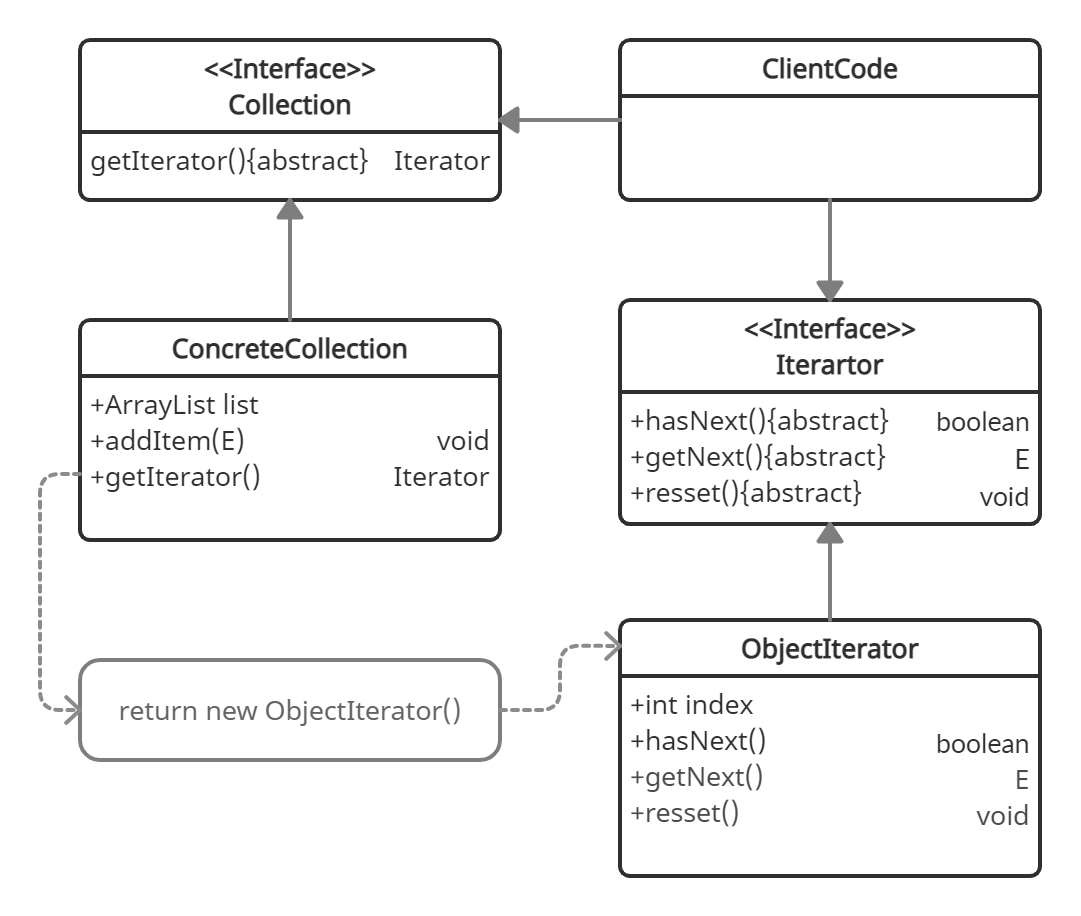 <<Interface>>
Collection
getIterator(){abstract} Iterator
ClientCode
ConcreteCollection
+ArrayList list
+addItem(E) void
+getIterator() Iterator
<<Interface>>
Iterartor
+hasNext(){abstract} boolean
+getNext(){abstract} E
+resset(){abstract} void
return new ObjectIterator()
ObjectIterator
+int index
+hasNext() boolean
+getNext() E
+resset() void